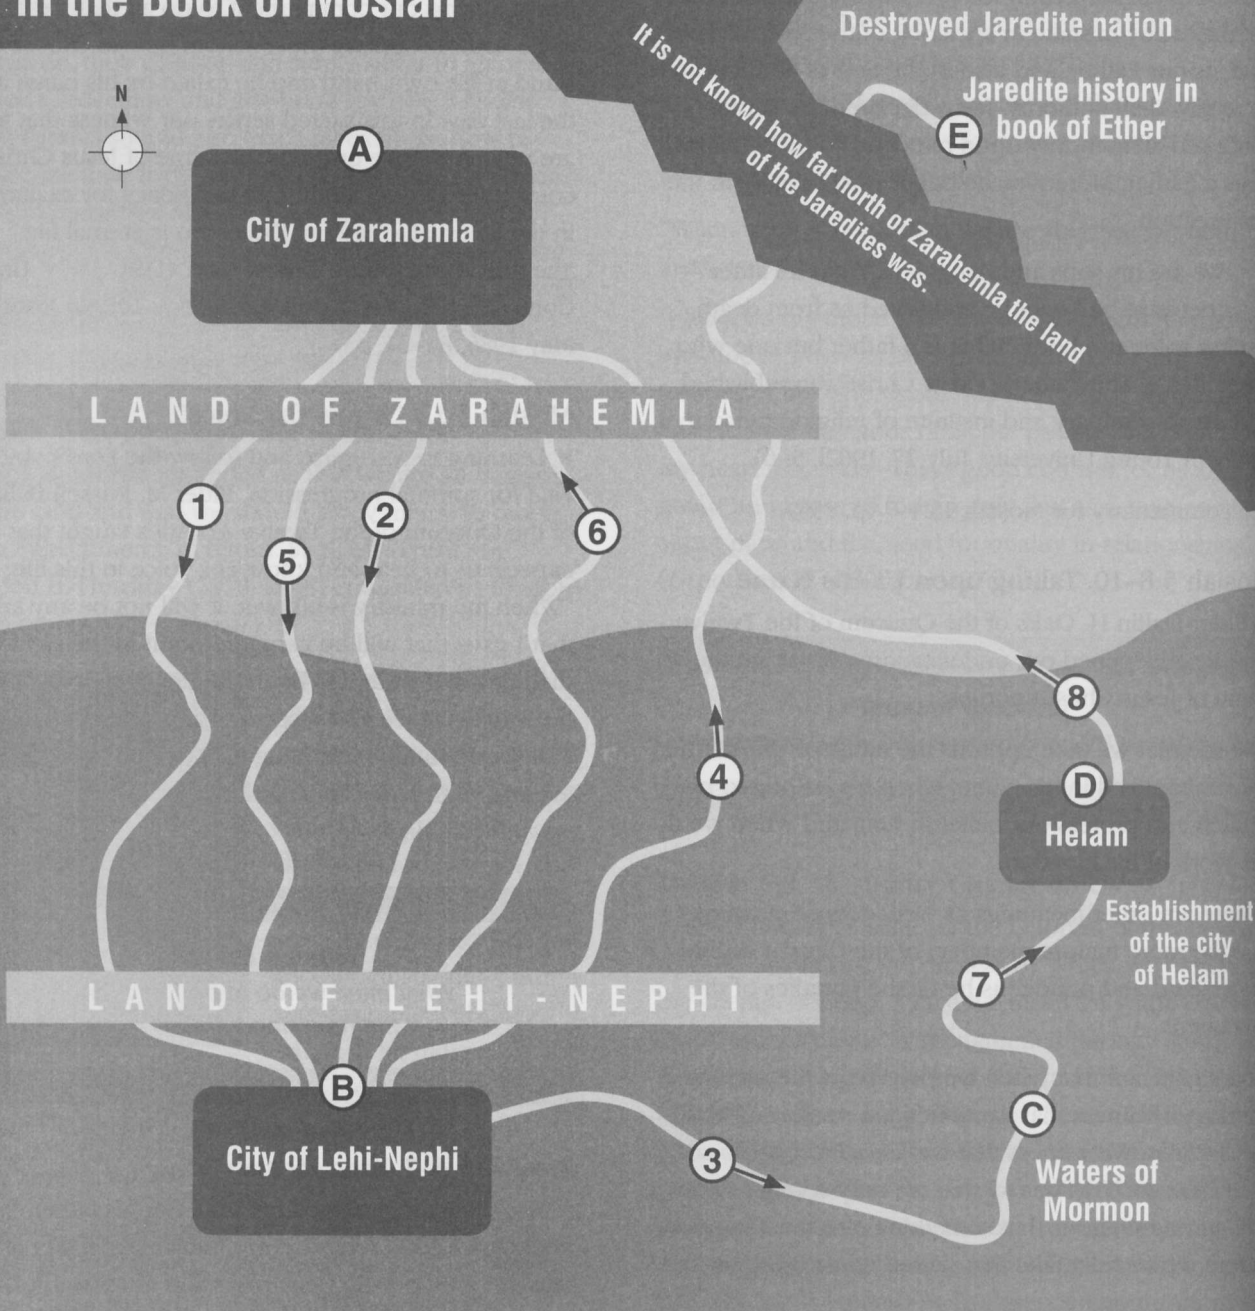 in the Book of Mosiah
Destroyed Jaredite nation
Jaredite history in
book of Ether
E
It is not known how far north of Zarahemla the land
of the Jaredites was.
N
A
City of Zarahemla
LAND OF ZARAHEMLA
1
2
5
6
4
8
D
Helam
Establishment
of the city
of Helam
7
LAND OF LEHI-NEPHI
B
City of Lehi-Nephi
3
C
Waters of
Mormon